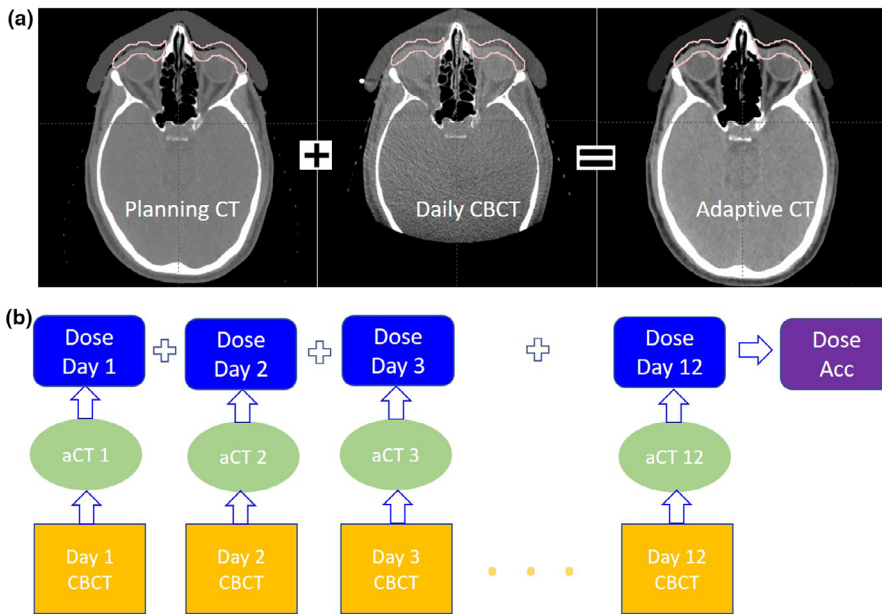 (a)
Planning CT
+
Daily CBCT
=
Adaptive CT
(b)
Dose
Day 1
Dose
Day 2
Dose
Day 3
Dose
Day 12
Dose
Acc
aCT 1
aCT 2
aCT 3
aCT 12
Day 1
CBCT
Day 2
CBCT
Day 3
CBCT
. . .
Day 12
CBCT